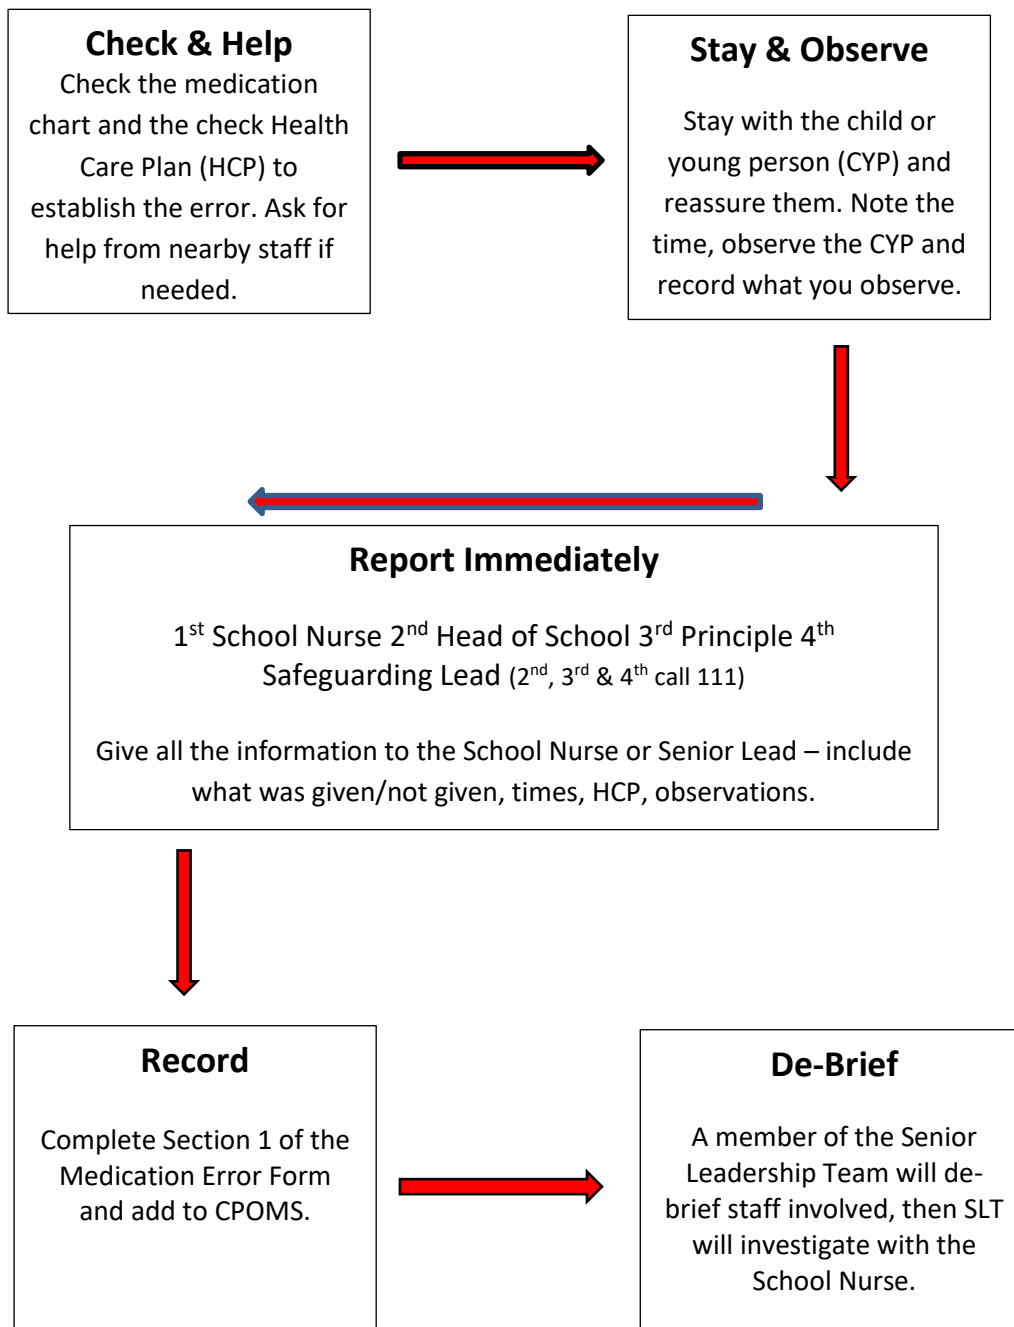 Check & Help
Check the medication
chart and the check Health
Care Plan (HCP) to
establish the error. Ask for
help from nearby staff if
needed.
Stay & Observe
Stay with the child or
young person (CYP) and
reassure them. Note the
time, observe the CYP and
record what you observe.
Report Immediately
1st School Nurse 2nd Head of School 3rd Principle 4th
Safeguarding Lead (2nd, 3rd & 4th call 111)
Give all the information to the School Nurse or Senior Lead – include
what was given/not given, times, HCP, observations.
Record
Complete Section 1 of the
Medication Error Form
and add to CPOMS.
De-Brief
A member of the Senior
Leadership Team will de-
brief staff involved, then SLT
will investigate with the
School Nurse.